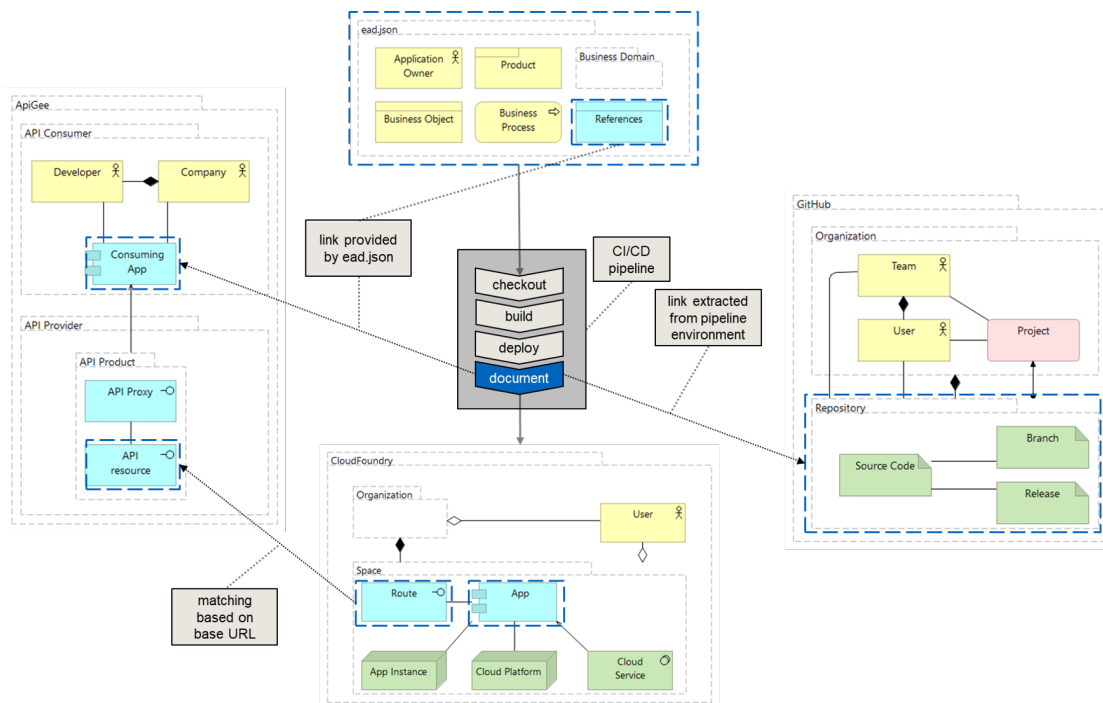 ead.json
Application
Owner
Product
Business Domain
Business Object
Business
Process
References
ApiGee
API Consumer
Developer
Company
Consuming
App
API Provider
API Product
API Proxy
API
resource
link provided
by ead.json
CI/CD
pipeline
link extracted
from pipeline
environment
checkout
build
deploy
document
GitHub
Organization
Team
User
Project
Repository
Source Code
Branch
Release
CloudFoundry
Organization
User
Space
Route
App
App Instance
Cloud Platform
Cloud
Service
matching
based on
base URL